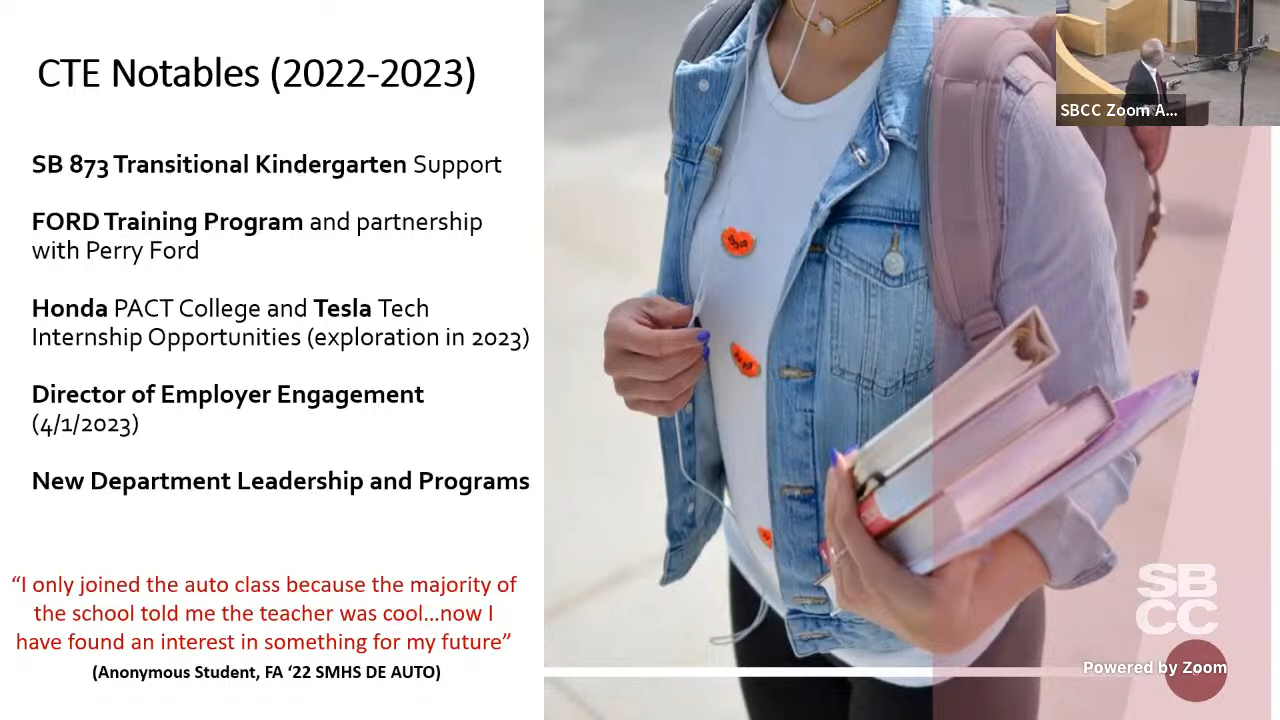 CTE Notables (2022-2023)
SB 873 Transitional Kindergarten Support
FORD Training Program and partnership
with Perry Ford
Honda PACT College and Tesla Tech
Internship Opportunities (exploration in 2023)
Director of Employer Engagement
(4/1/2023)
New Department Leadership and Programs
“I only joined the auto class because the majority of
the school told me the teacher was cool…now I
have found an interest in something for my future”
(Anonymous Student, FA ‘22 SMHS DE AUTO)
SBCC Zoom A...
SB
CC
Powered by Zoom